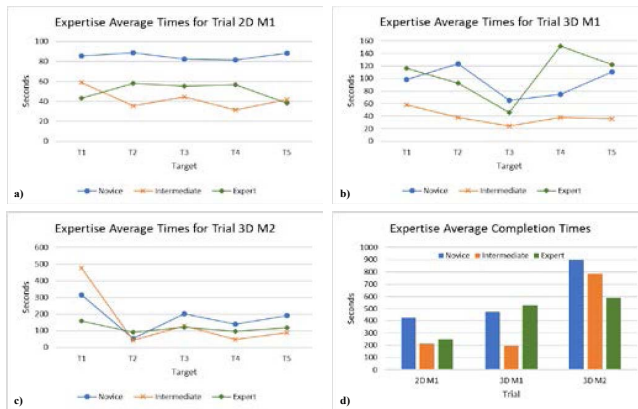 Expertise Average Times for Trial 2D M1
100
80
60
40
20
0
Seconds
T1 T2 T3 T4 T5
Target
a)
Novice Intermediate Expert
Expertise Average Times for Trial 3D M1
160
140
120
100
80
60
40
20
0
Seconds
T1 T2 T3 T4 T5
Target
b)
Novice Intermediate Expert
Expertise Average Times for Trial 3D M2
600
500
400
300
200
100
0
Seconds
T1 T2 T3 T4 T5
Target
c)
Novice Intermediate Expert
Expertise Average Completion Times
Novice Intermediate Expert
1000
900
800
700
600
500
400
300
200
100
0
Seconds
2D M1 3D M1 3D M2
Trial
d)